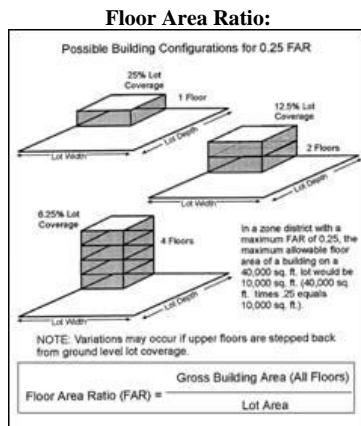 Floor Area Ratio:
Possible Building Configurations for 0.25 FAR
25% Lot
Coverage
1 Floor
Lot Width
Lot Depth
12.5% Lot
Coverage
2 Floors
Lot Width
Lot Depth
6.25% Lot
Coverage
4 Floors
Lot Width
Lot Depth
In a zone district with a
maximum FAR of 0.25, the
maximum allowable floor
area of a building on a
40,000 sq. ft. lot would be
10,000 sq. ft. (40,000 sq.
ft. times .25 equals
10,000 sq. ft.).
NOTE: Variations may occur if upper floors are stepped back
from ground level lot coverage.
Floor Area Ratio (FAR) =
Gross Building Area (All Floors)
Lot Area